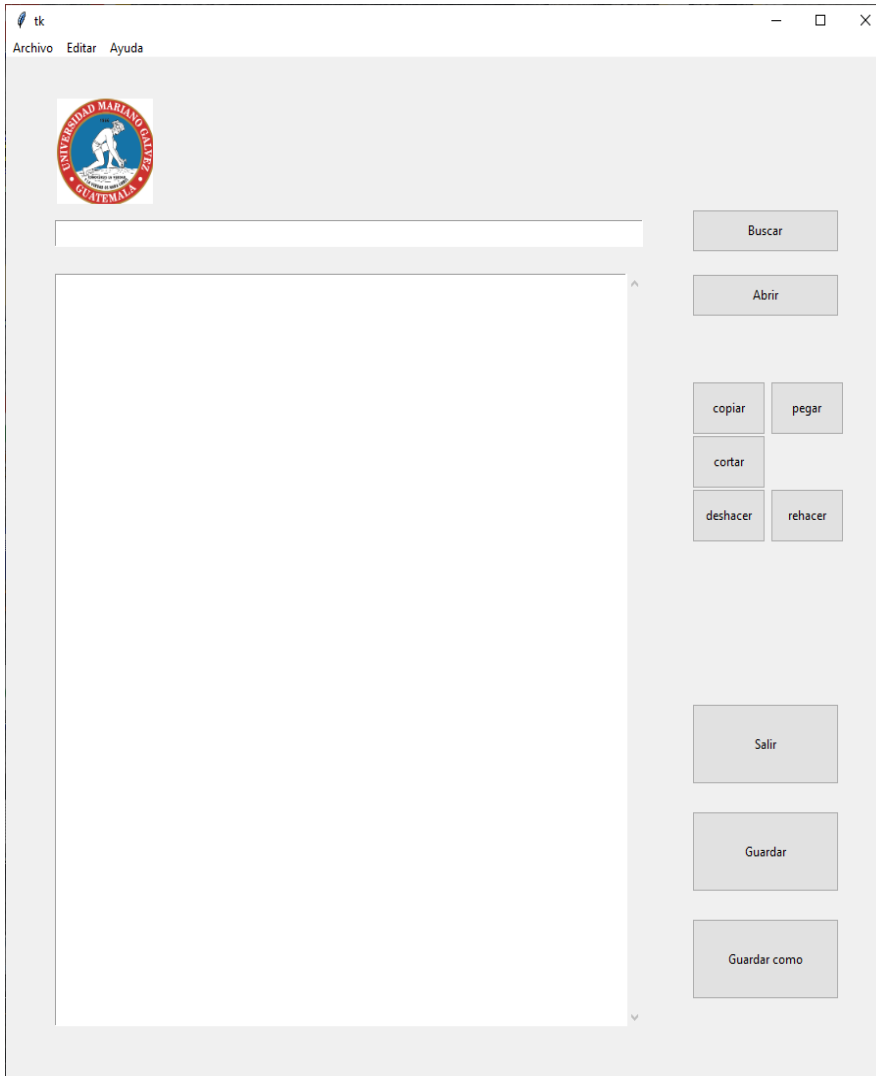 tk
Archivo Editar Ayuda
UNIVERSIDAD MARIANO GALVEZ
GUATEMALA
Buscar
Abrir
copiar pegar
cortar
deshacer rehacer
Salir
Guardar
Guardar como